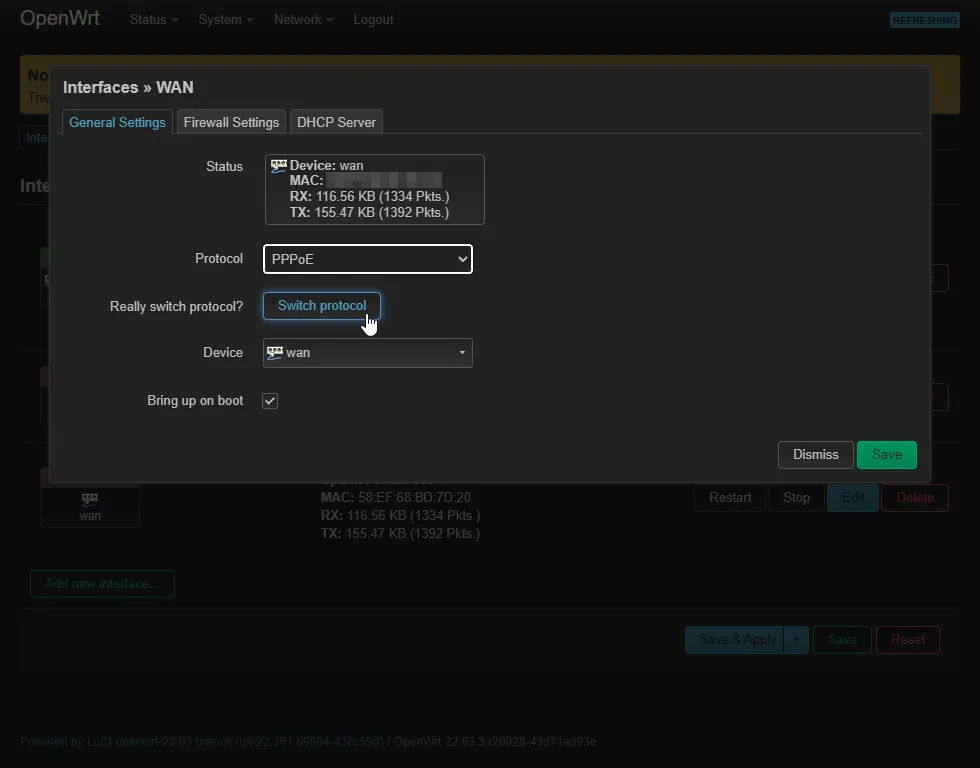 OpenWrt Status System Network Logout REFRESHING
No
The
Interfaces » WAN
General Settings Firewall Settings DHCP Server
Inte
Status
Device: wan
MAC:
RX: 116.56 KB (1334 Pkts.)
TX: 155.47 KB (1392 Pkts.)
Inte
Protocol PPPoE
Really switch protocol? Switch protocol
Device wan
Bring up on boot
Dismiss Save
MAC: 58:EF:68:BD:7D:20
RX: 116.56 KB (1334 Pkts.)
TX: 155.47 KB (1392 Pkts.)
wan
Restart Stop Edit Delete
Add new interface...
Save & Apply Save Reset
Powered by LuCI openwrt-22.03 branch (git-22.361.69894-438c598) / OpenWrt 22.03.3 r20028-43d71ad93e